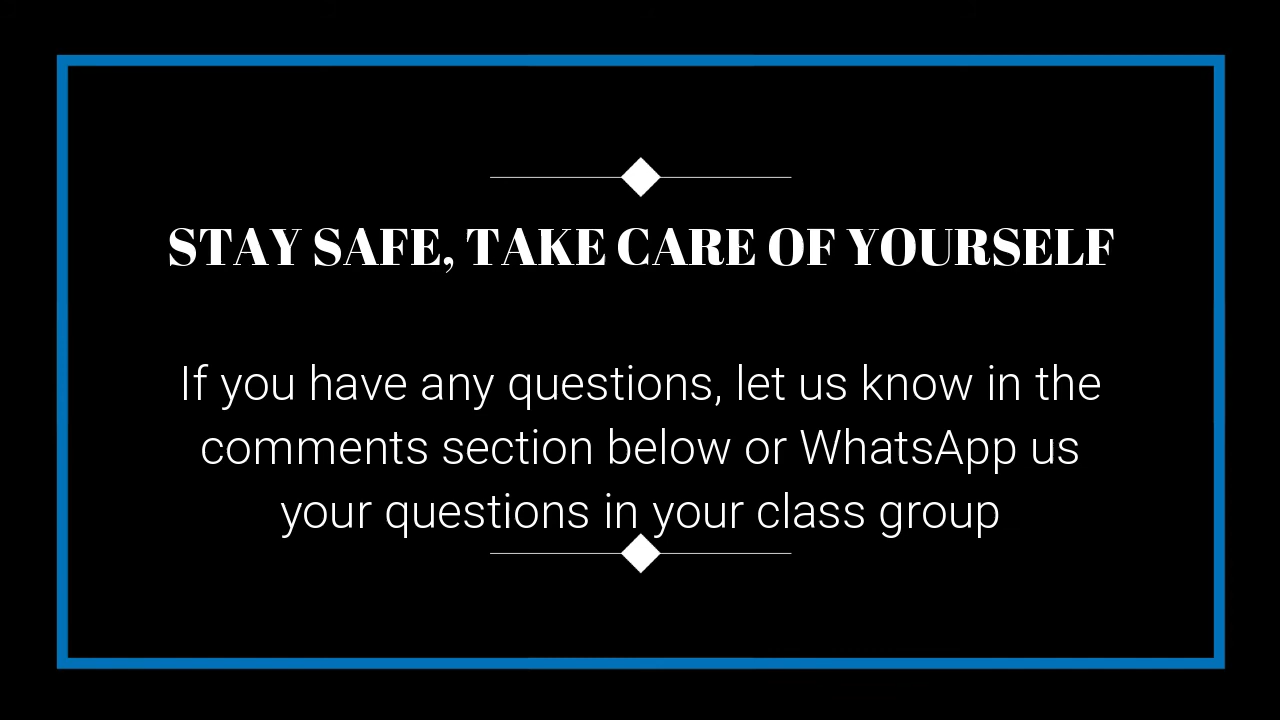 STAY SAFE, TAKE CARE OF YOURSELF
If you have any questions, let us know in the
comments section below or WhatsApp us
your questions in your class group